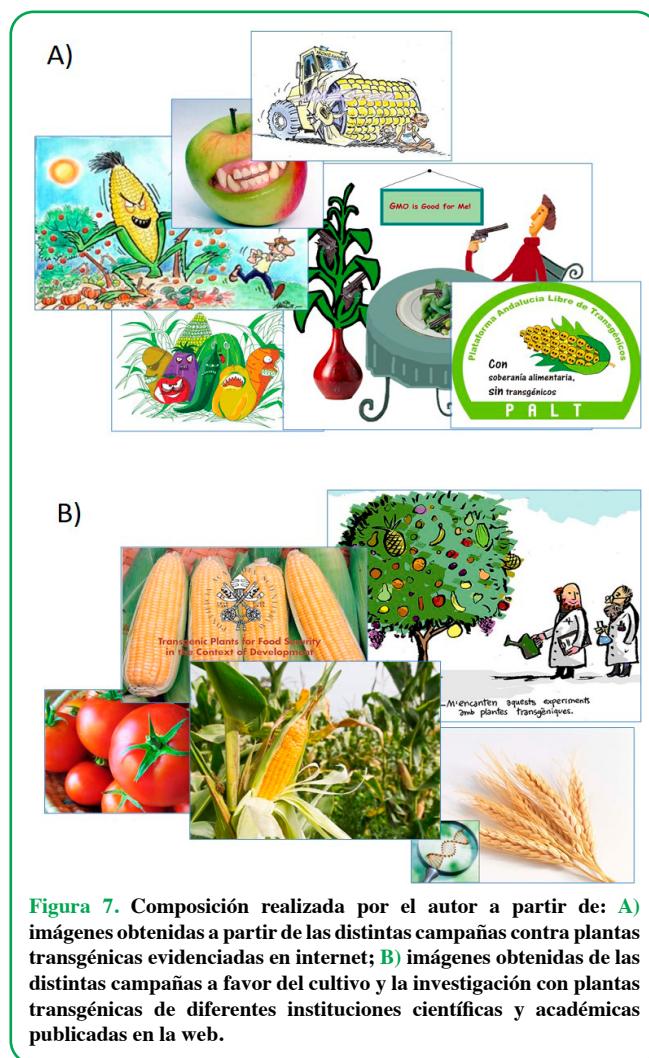 A)
MONSANTO
GMO is Good for Me!
Plataforma Andalucía Libre de Transgénicos
Con
soberanía alimentaria,
sin transgénicos
P A L T
B)
Transgenic Plants for Food Security
in the Context of Development
—M'encanten aquests experiments
amb plantes transgèniques.
Figura 7. Composición realizada por el autor a partir de: A)
imágenes obtenidas a partir de las distintas campañas contra plantas
transgénicas evidenciadas en internet; B) imágenes obtenidas de las
distintas campañas a favor del cultivo y la investigación con plantas
transgénicas de diferentes instituciones científicas y académicas
publicadas en la web.